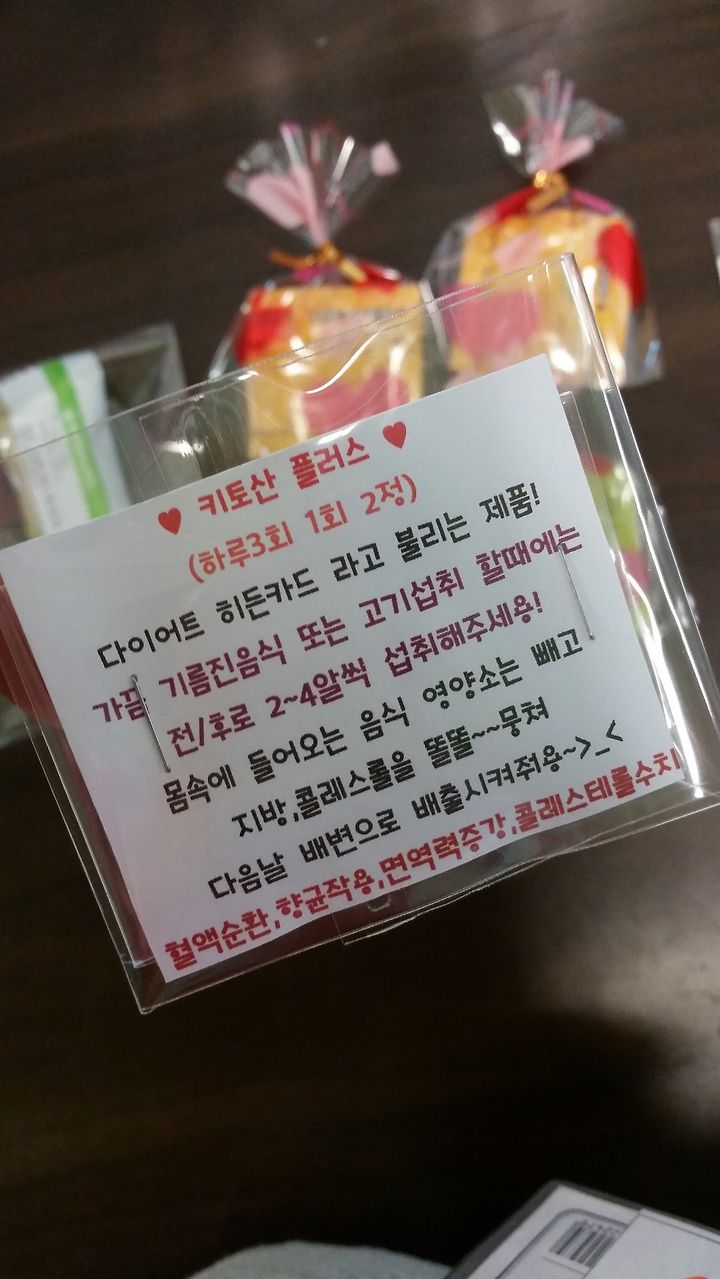 ♥ 키토산 플러스 ♥
(하루3회 1회 2정)
다이어트 히든카드 라고 불리는 제품!
가끔 기름진음식 또는 고기섭취 할때에는
전/후로 2~4알씩 섭취해주세용!
몸속에 들어오는 음식 영양소는 빼고
지방,콜레스롤을 똘똘~~뭉쳐
다음날 배변으로 배출시켜줘용~>_<
혈액순환,항균작용,면역력증강,콜레스테롤수치